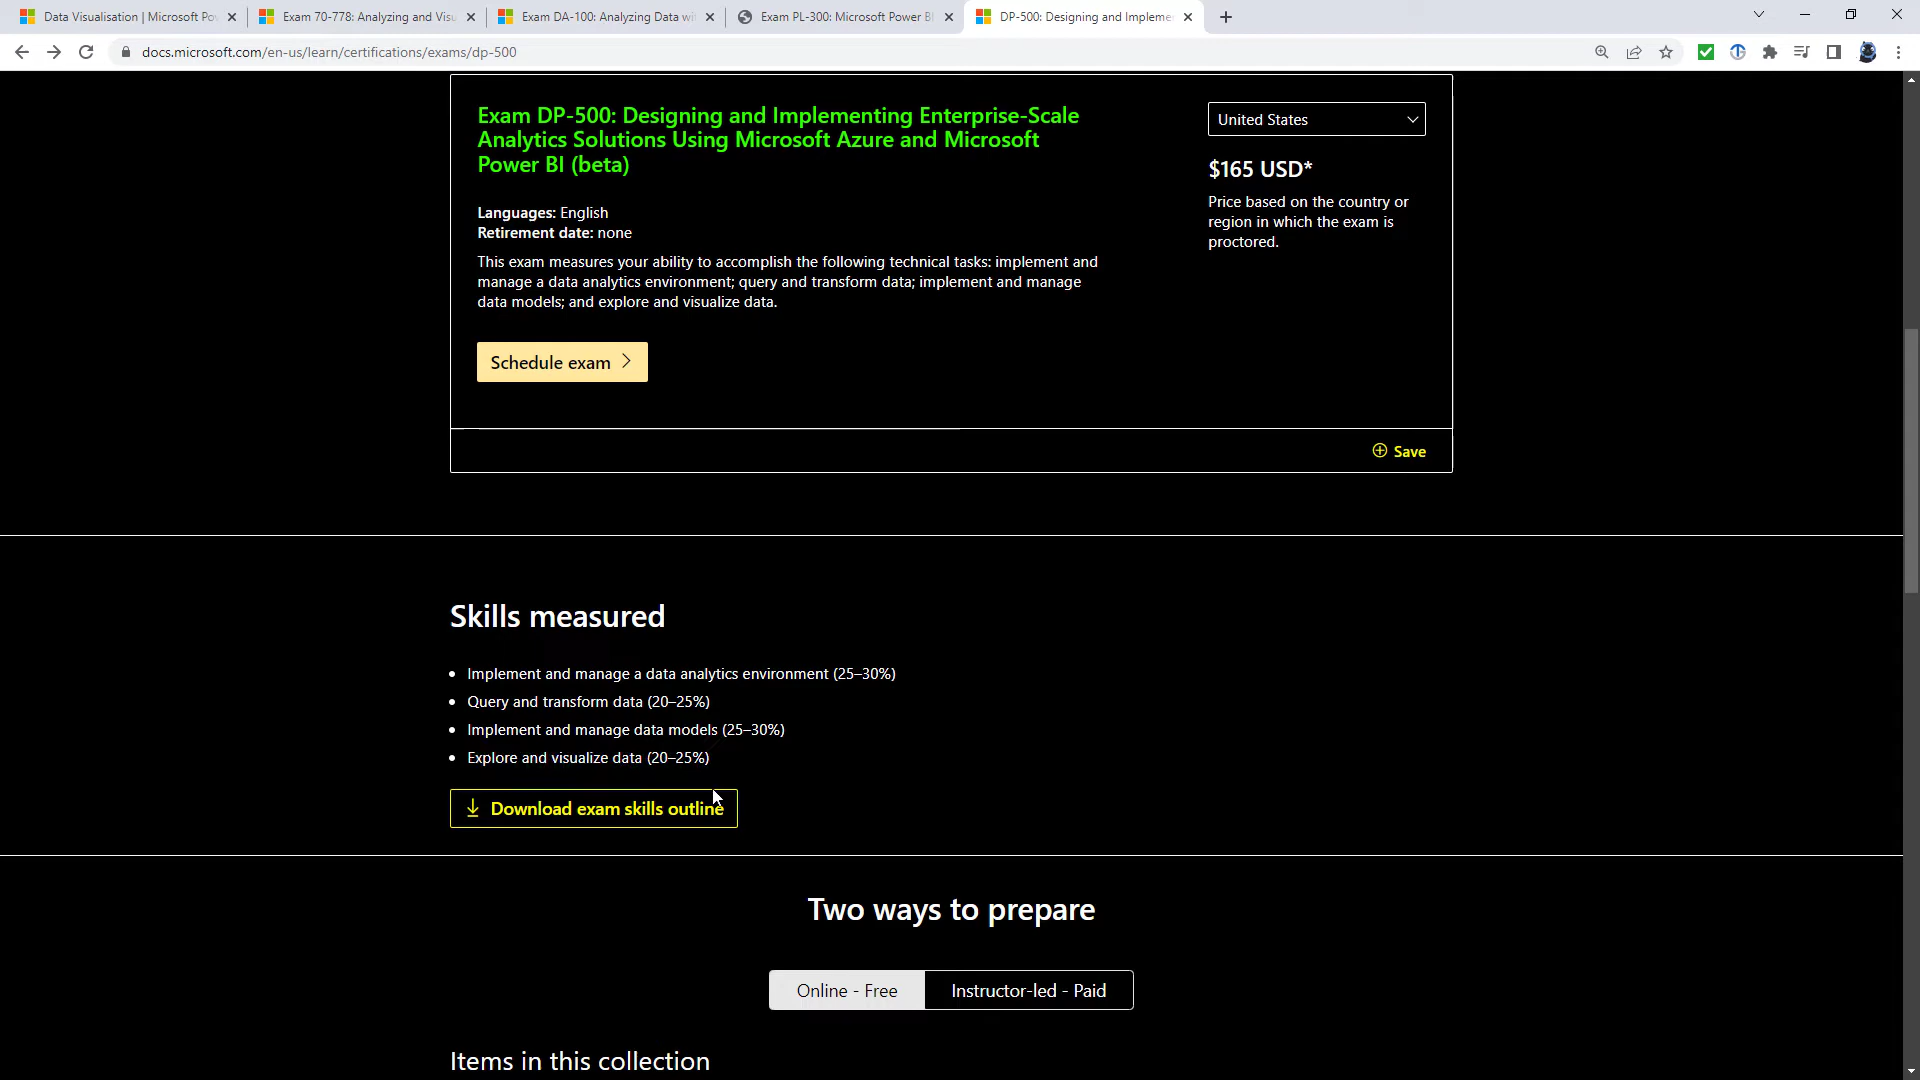 Data Visualisation | Microsoft Po
Exam 70-778: Analyzing and Visu
Exam DA-100: Analyzing Data wi
Exam PL-300: Microsoft Power B
DP-500: Designing and Impleme
docs.microsoft.com/en-us/learn/certifications/exams/dp-500
Exam DP-500: Designing and Implementing Enterprise-Scale
Analytics Solutions Using Microsoft Azure and Microsoft
Power BI (beta)
United States
$165 USD*
Price based on the country or
region in which the exam is
proctored.
Languages: English
Retirement date: none
This exam measures your ability to accomplish the following technical tasks: implement and
manage a data analytics environment; query and transform data; implement and manage
data models; and explore and visualize data.
Schedule exam
Save
Skills measured
• Implement and manage a data analytics environment (25–30%)
• Query and transform data (20–25%)
• Implement and manage data models (25–30%)
• Explore and visualize data (20–25%)
Download exam skills outline
Two ways to prepare
Online - Free
Instructor-led - Paid
Items in this collection